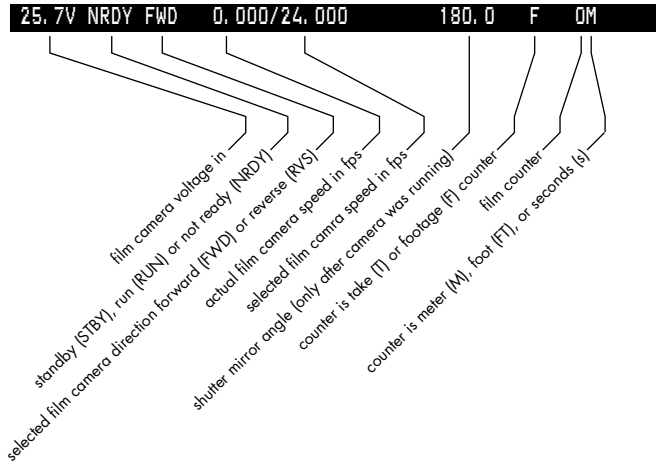 25.7V NRDY FWD 0.000/24.000 180.0 F 0M
film camera voltage in
standby (STBY), run (RUN) or not ready (NRDY)
selected film camera direction forward (FWD) or reverse (RVS)
actual film camera speed in fps
selected film camra speed in fps
shutter mirror angle (only after camera was running)
counter is take (T) or footage (F) counter
film counter
counter is meter (M), foot (FT), or seconds (s)